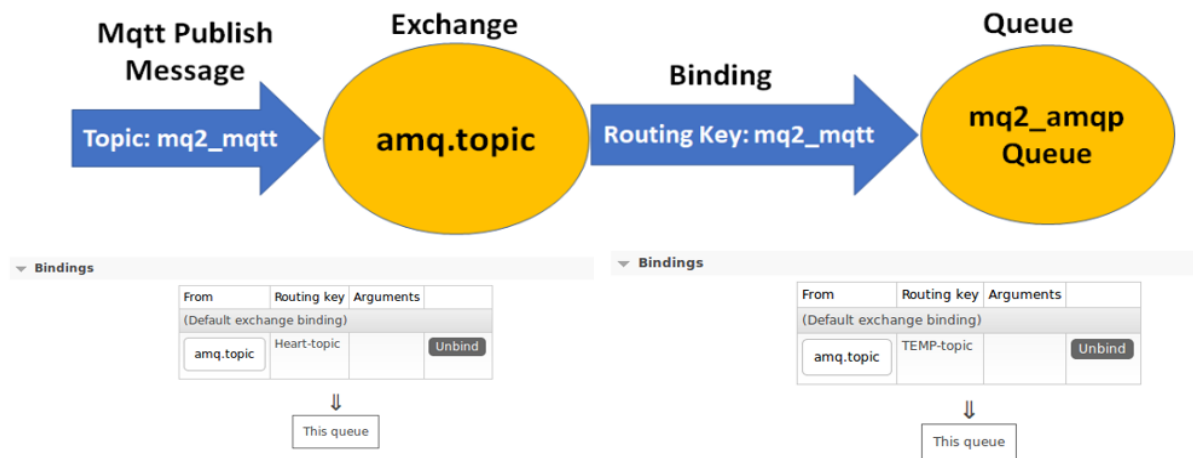 Mqtt Publish
Message
Exchange
Queue
Binding
Topic: mq2_mqtt
amq.topic
Routing Key: mq2_mqtt
mq2_amqp
Queue
Bindings
From Routing key Arguments
(Default exchange binding)
amq.topic Heart-topic Unbind
⇓
This queue
Bindings
From Routing key Arguments
(Default exchange binding)
amq.topic TEMP-topic Unbind
⇓
This queue